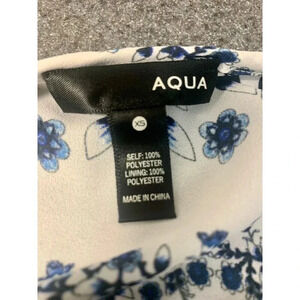 AQUA
XS
SELF: 100%
POLYESTER
LINING: 100%
POLYESTER
MADE IN CHINA